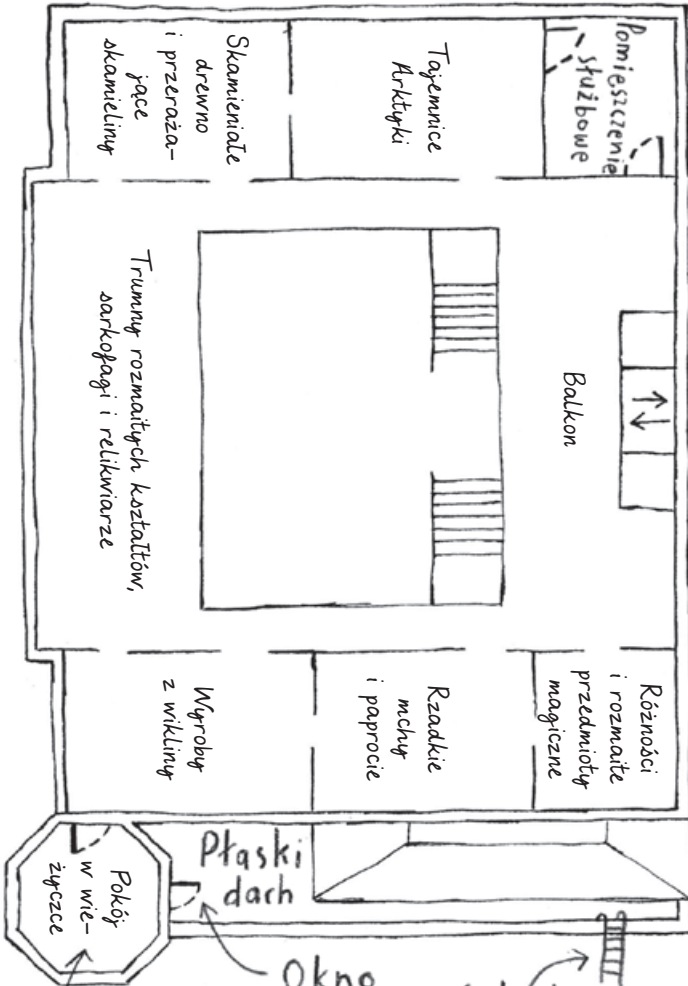 Pomieszczenie
służbowe
Tajemnice
Arktyki
Skamieniałe
drewno
i przeraża-
jące
skamieliny
Balkon
Trumny rozmaitych kształtów,
sarkofagi i relikwiarze
Różności
i rozmaite
przedmioty
magiczne
Rzadkie
mchy
i paprocie
Wyroby
z wikliny
Płaski
dach
Pokój
w wie-
życzce
Okno